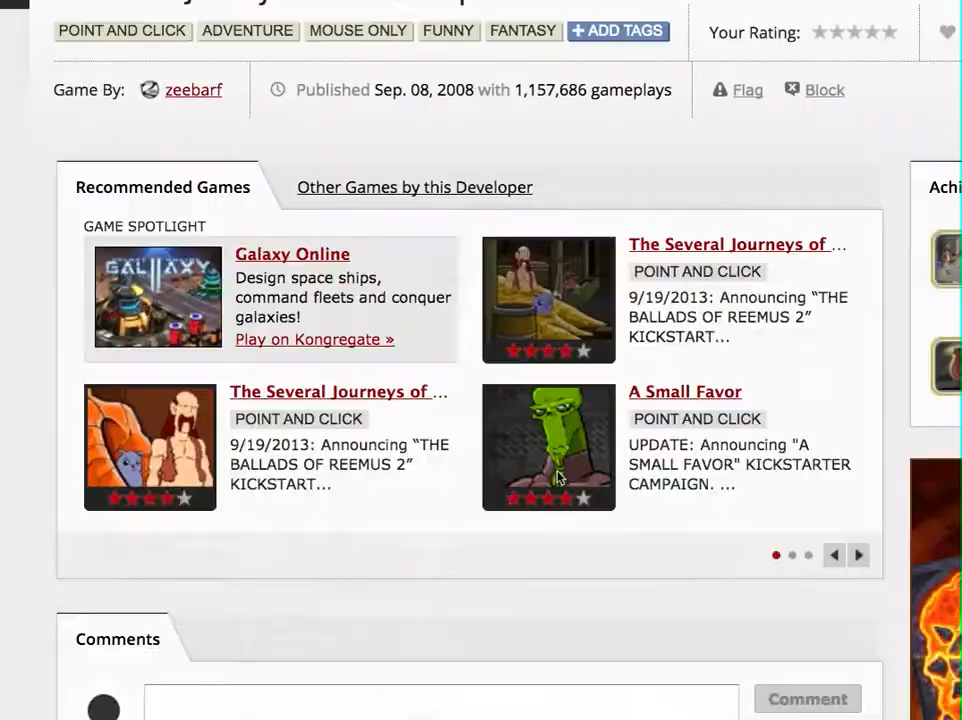 POINT AND CLICK ADVENTURE MOUSE ONLY FUNNY FANTASY + ADD TAGS
Your Rating:
Game By: zeebarf
Published Sep. 08, 2008 with 1,157,686 gameplays
Flag Block
Recommended Games
Other Games by this Developer
Achi
GAME SPOTLIGHT
GALAXY II
Galaxy Online
Design space ships,
command fleets and conquer
galaxies!
Play on Kongregate »
The Several Journeys of ...
POINT AND CLICK
9/19/2013: Announcing “THE
BALLADS OF REEMUS 2”
KICKSTART...
The Several Journeys of ...
POINT AND CLICK
9/19/2013: Announcing “THE
BALLADS OF REEMUS 2”
KICKSTART...
A Small Favor
POINT AND CLICK
UPDATE: Announcing "A
SMALL FAVOR" KICKSTARTER
CAMPAIGN. ...
Comments
Comment